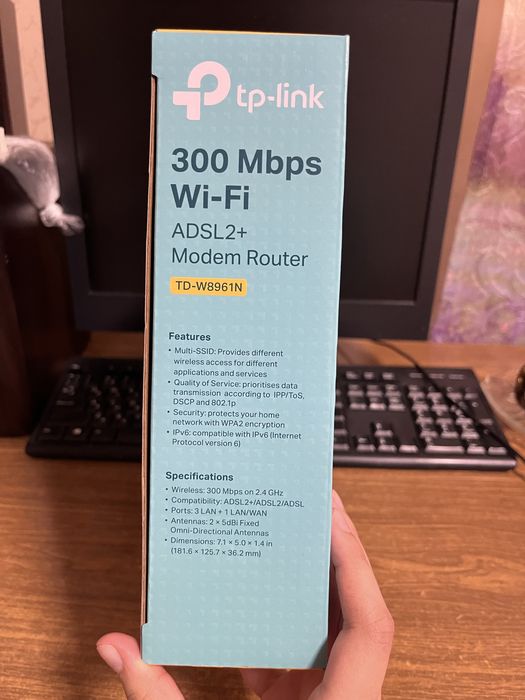 tp-link
300 Mbps
Wi-Fi
ADSL2+
Modem Router
TD-W8961N
Features
• Multi-SSID: Provides different
wireless access for different
applications and services
• Quality of Service: prioritises data
transmission according to IPP/ToS,
DSCP and 802.1p
• Security: protects your home
network with WPA2 encryption
• IPv6: compatible with IPv6 (Internet
Protocol version 6)
Specifications
• Wireless: 300 Mbps on 2.4 GHz
• Compatibility: ADSL2+/ADSL2/ADSL
• Ports: 3 LAN + 1 LAN/WAN
• Antennas: 2 × 5dBi Fixed
Omni-Directional Antennas
• Dimensions: 7.1 × 5.0 × 1.4 in
(181.6 × 125.7 × 36.2 mm)